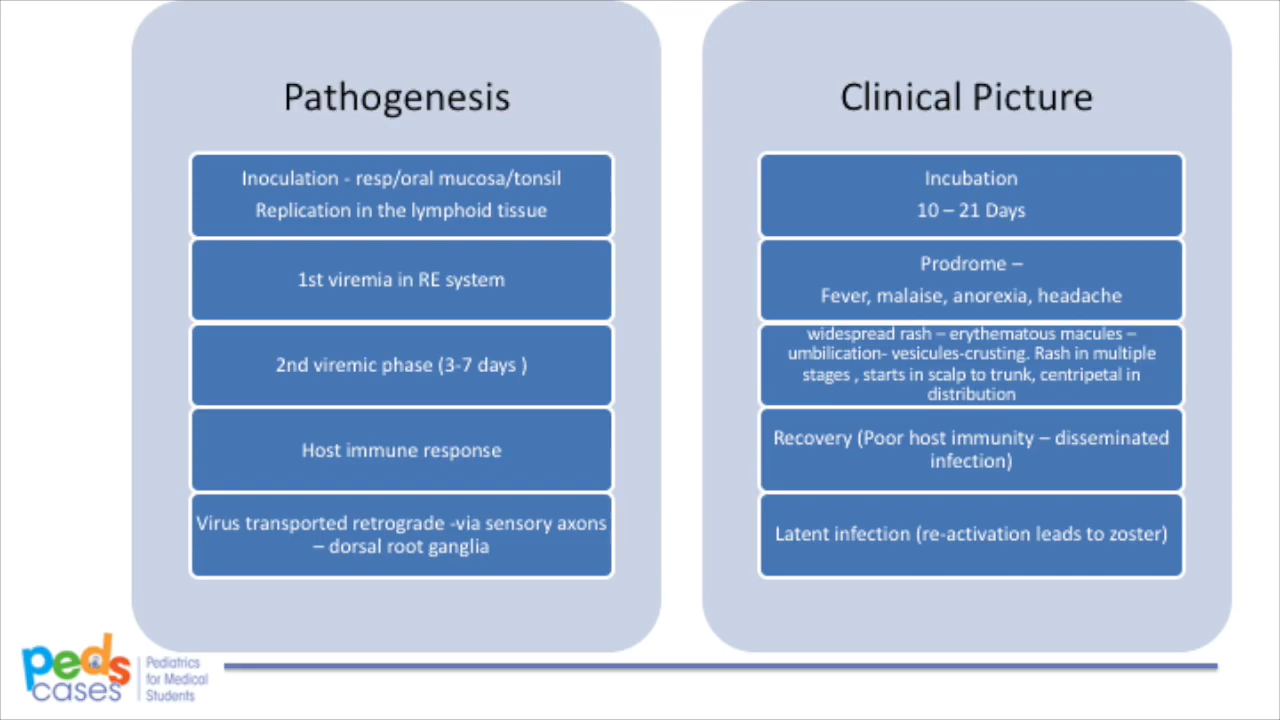 Pathogenesis
Inoculation - resp/oral mucosa/tonsil
Replication in the lymphoid tissue
1st viremia in RE system
2nd viremic phase (3-7 days )
Host immune response
Virus transported retrograde -via sensory axons
– dorsal root ganglia
Clinical Picture
Incubation
10 – 21 Days
Prodrome –
Fever, malaise, anorexia, headache
widespread rash – erythematous macules –
umbilication- vesicules-crusting. Rash in multiple
stages , starts in scalp to trunk, centripetal in
distribution
Recovery (Poor host immunity – disseminated
infection)
Latent infection (re-activation leads to zoster)
peds
cases
Pediatrics
for Medical
Students